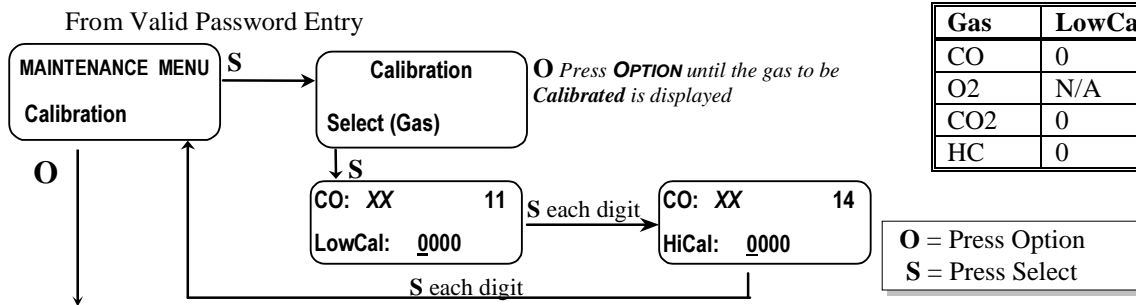 From Valid Password Entry
MAINTENANCE MENU
Calibration
S
Calibration
Select (Gas)
O Press OPTION until the gas to be
Calibrated is displayed
Gas LowCa
CO 0
O2 N/A
CO2 0
HC 0
O
S
CO: XX 11
LowCal: 0000
S each digit
CO: XX 14
HiCal: 0000
S each digit
O = Press Option
S = Press Select